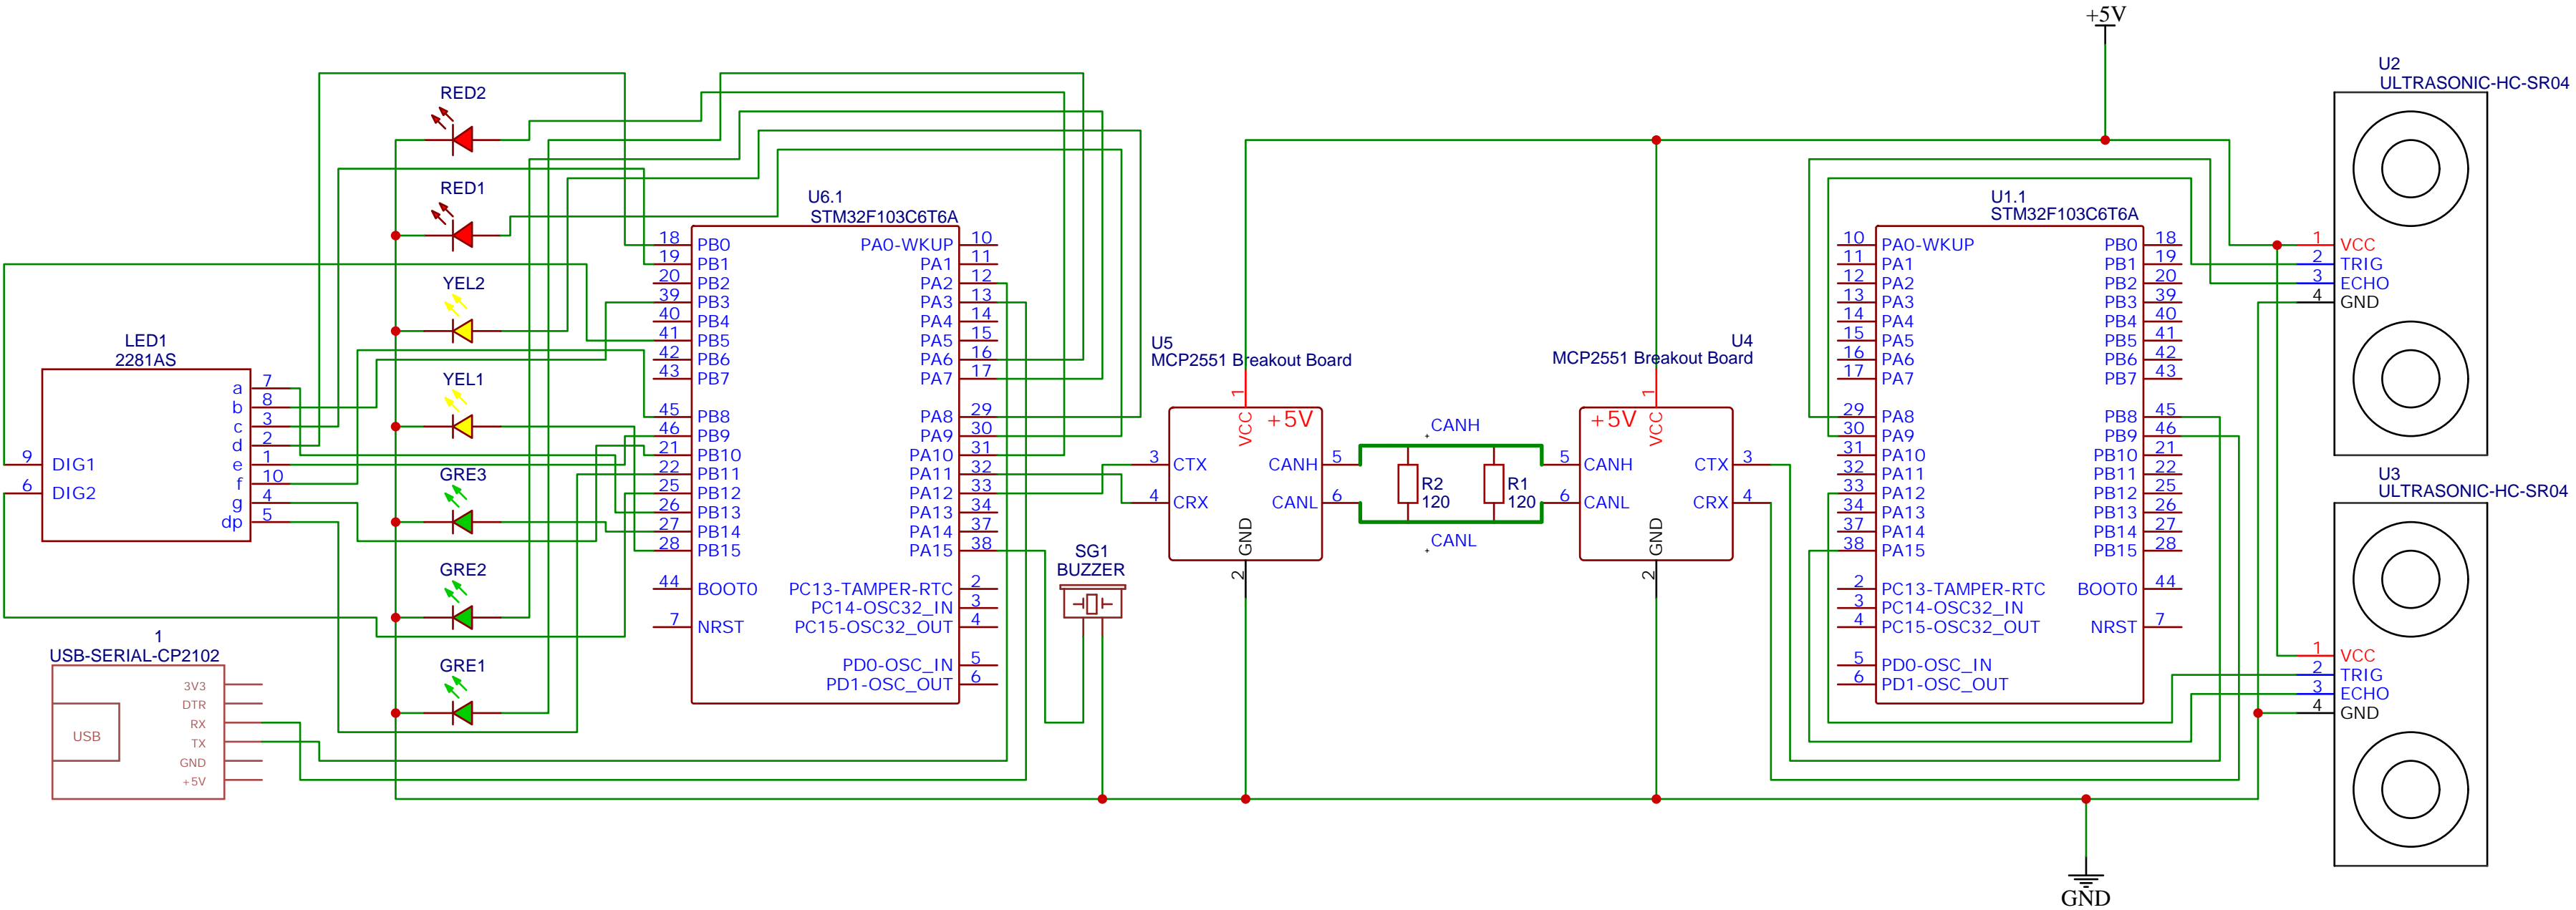 +5V
U2
ULTRASONIC-HC-SR04
1 VCC
2 TRIG
3 ECHO
4 GND
U3
ULTRASONIC-HC-SR04
1 VCC
2 TRIG
3 ECHO
4 GND
RED2
RED1
YEL2
YEL1
GRE3
GRE2
GRE1
LED1
2281AS
9 DIG1
6 DIG2
a 7
b 8
c 3
d 2
e 1
f 10
g 4
dp 5
1
USB-SERIAL-CP2102
USB
3V3
DTR
RX
TX
GND
+5V
U6.1
STM32F103C6T6A
18 PB0 PA0-WKUP 10
19 PB1 PA1 11
20 PB2 PA2 12
39 PB3 PA3 13
40 PB4 PA4 14
41 PB5 PA5 15
42 PB6 PA6 16
43 PB7 PA7 17
45 PB8 PA8 29
46 PB9 PA9 30
21 PB10 PA10 31
22 PB11 PA11 32
25 PB12 PA12 33
26 PB13 PA13 34
27 PB14 PA14 37
28 PB15 PA15 38
44 BOOT0 PC13-TAMPER-RTC 2
PC14-OSC32_IN 3
7 NRST PC15-OSC32_OUT 4
PD0-OSC_IN 5
PD1-OSC_OUT 6
SG1
BUZZER
U5
MCP2551 Breakout Board
1
VCC
+5V
3 CTX CANH 5
4 CRX CANL 6
GND
2
CANH
R2
120
R1
120
CANL
U4
MCP2551 Breakout Board
1
+5V
VCC
5 CANH CTX 3
6 CANL CRX 4
GND
2
U1.1
STM32F103C6T6A
10 PA0-WKUP PB0 18
11 PA1 PB1 19
12 PA2 PB2 20
13 PA3 PB3 39
14 PA4 PB4 40
15 PA5 PB5 41
16 PA6 PB6 42
17 PA7 PB7 43
29 PA8 PB8 45
30 PA9 PB9 46
31 PA10 PB10 21
32 PA11 PB11 22
33 PA12 PB12 25
34 PA13 PB13 26
37 PA14 PB14 27
38 PA15 PB15 28
2 PC13-TAMPER-RTC BOOT0 44
3 PC14-OSC32_IN
4 PC15-OSC32_OUT NRST 7
5 PD0-OSC_IN
6 PD1-OSC_OUT
GND